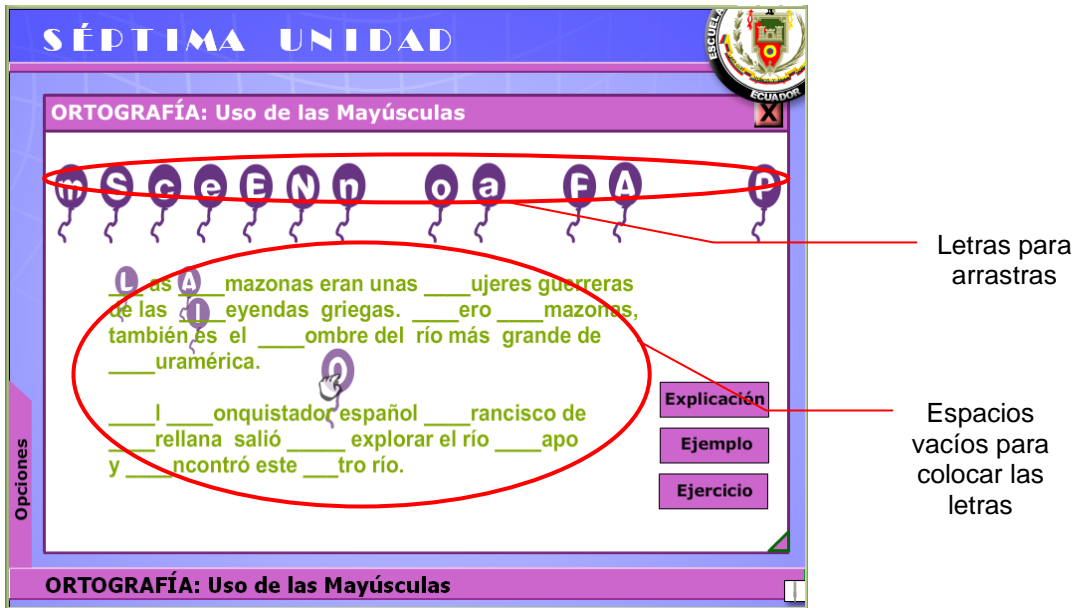 SÉPTIMA UNIDAD
ESCUELA
ECUADOR
ORTOGRAFÍA: Uso de las Mayúsculas
X
m S c e E N n o a F A P
Letras para
arrastras
L as A mazonas eran unas ____ujeres guerreras
de las l eyendas griegas. ____ero ____mazonas,
también es el ____ombre del río más grande de
____uramérica.
O
____l ____onquistador español ____rancisco de
____rellana salió _____ explorar el río ____apo
y ____ncontró este ___tro río.
Explicación
Ejemplo
Ejercicio
Espacios
vacíos para
colocar las
letras
Opciones
ORTOGRAFÍA: Uso de las Mayúsculas